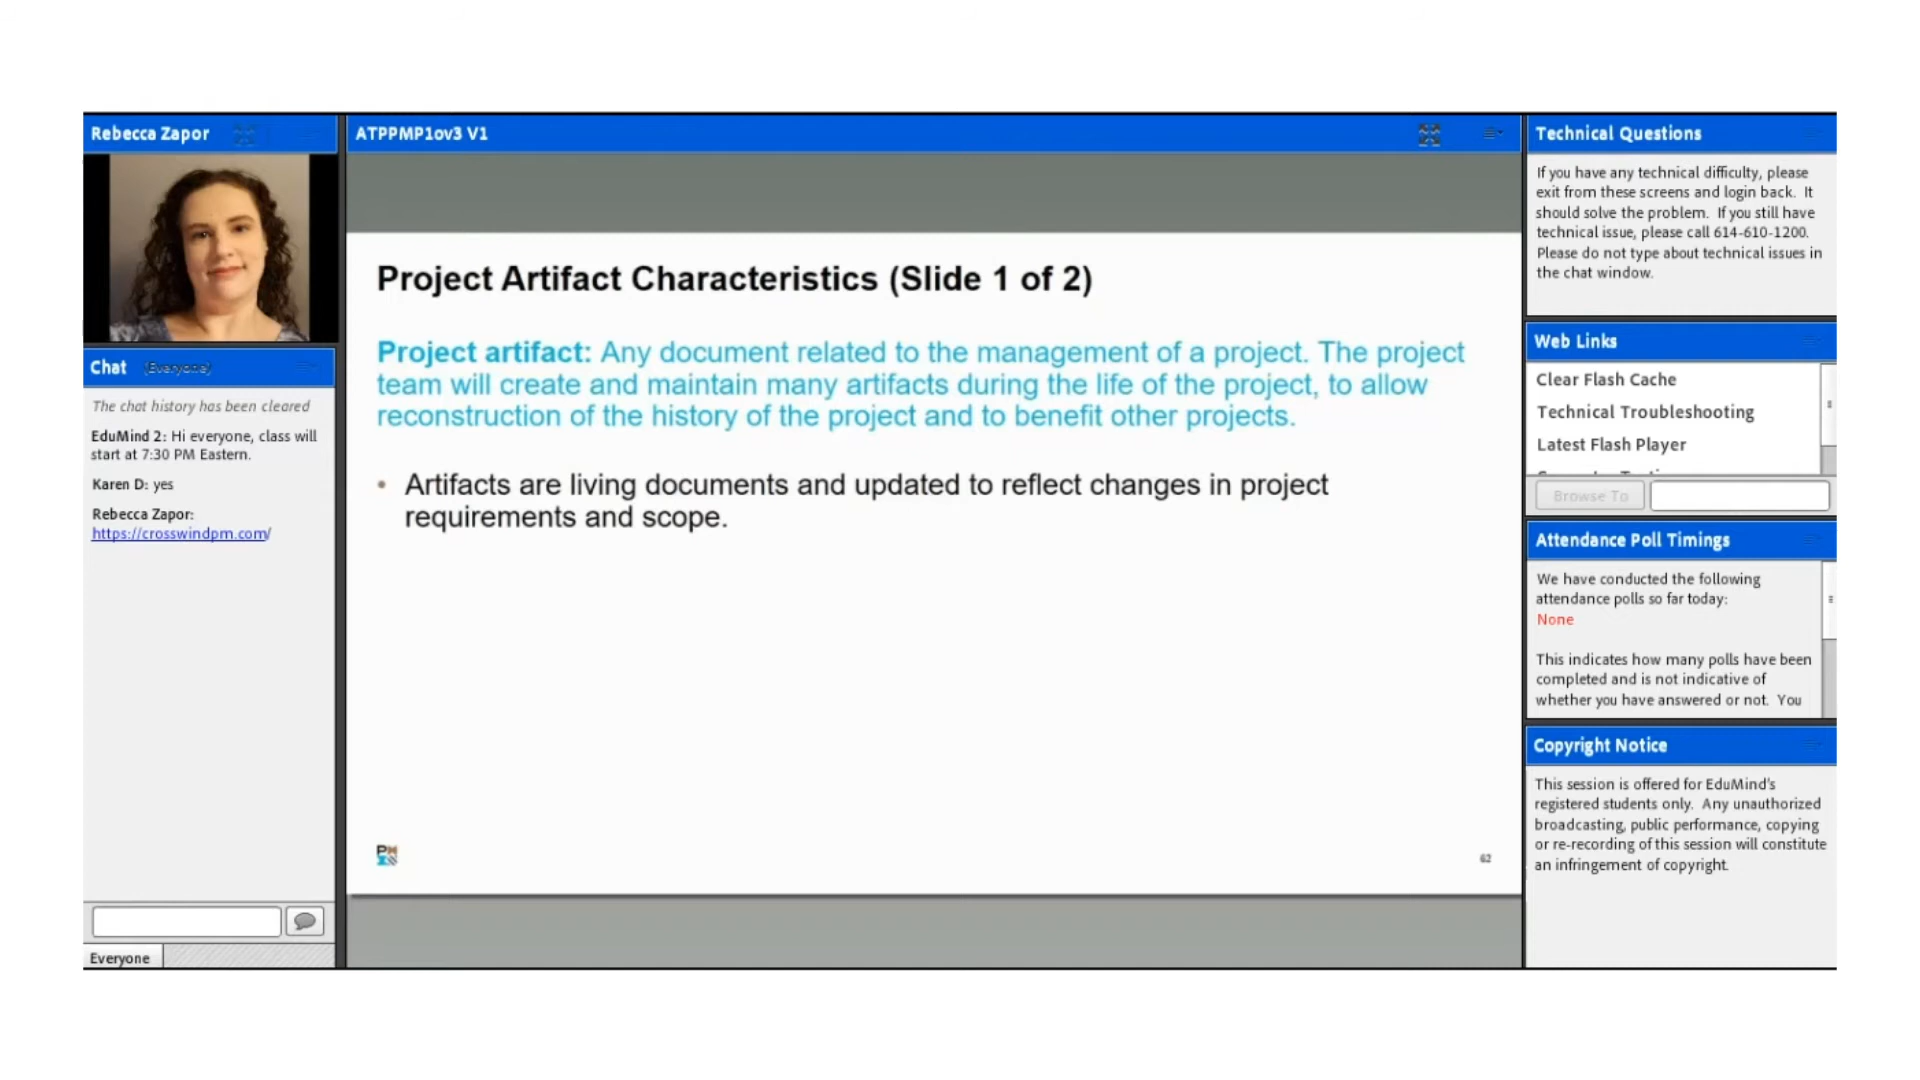 Rebecca Zapor
ATPPMP1ov3 V1
Technical Questions
If you have any technical difficulty, please
exit from these screens and login back. It
should solve the problem. If you still have
technical issue, please call 614-610-1200.
Please do not type about technical issues in
the chat window.
Chat (Everyone)
The chat history has been cleared
EduMind 2: Hi everyone, class will
start at 7:30 PM Eastern.
Karen D: yes
Rebecca Zapor:
https://crosswindpm.com/
Everyone
Project Artifact Characteristics (Slide 1 of 2)
Project artifact: Any document related to the management of a project. The project
team will create and maintain many artifacts during the life of the project, to allow
reconstruction of the history of the project and to benefit other projects.
• Artifacts are living documents and updated to reflect changes in project
requirements and scope.
62
Web Links
Clear Flash Cache
Technical Troubleshooting
Latest Flash Player
Browse To
Attendance Poll Timings
We have conducted the following
attendance polls so far today:
None
This indicates how many polls have been
completed and is not indicative of
whether you have answered or not. You
Copyright Notice
This session is offered for EduMind's
registered students only. Any unauthorized
broadcasting, public performance, copying
or re-recording of this session will constitute
an infringement of copyright.